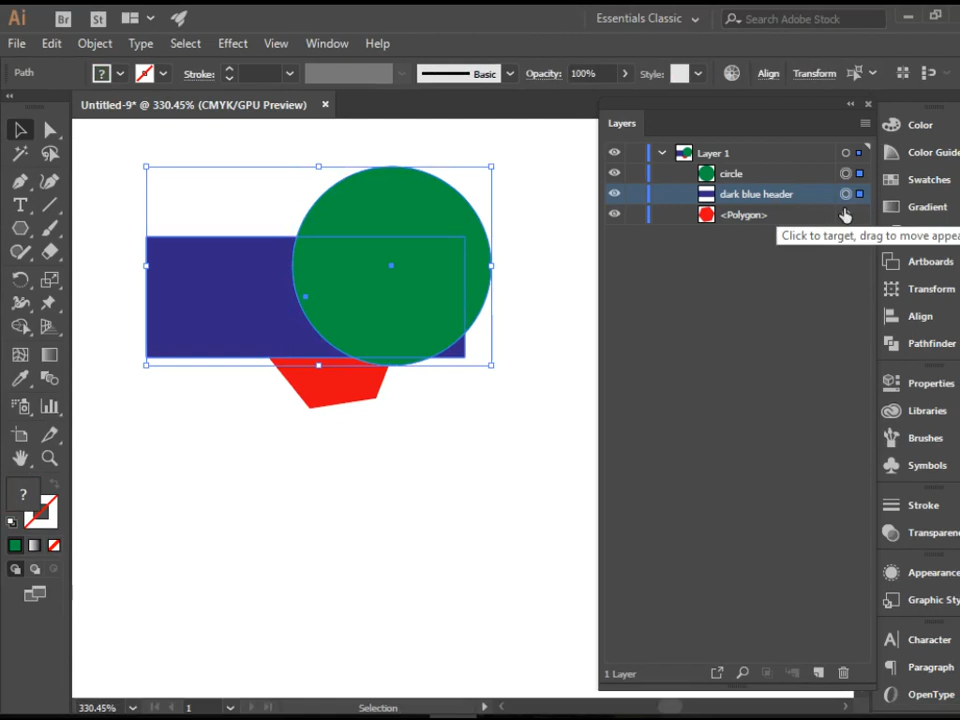 Ai Br St Essentials Classic Search Adobe Stock
File Edit Object Type Select Effect View Window Help
Path ? Stroke: Basic Opacity: 100% Style: Align Transform
Untitled-9* @ 330.45% (CMYK/GPU Preview)
Layers
Layer 1
circle
dark blue header
<Polygon>
Click to target, drag to move appea
Color
Color Guide
Swatches
Gradient
Artboards
Transform
Align
Pathfinder
Properties
Libraries
Brushes
Symbols
Stroke
Transparen
Appearanc
Graphic Sty
Character
Paragraph
OpenType
T
?
1 Layer
330.45% 1 Selection